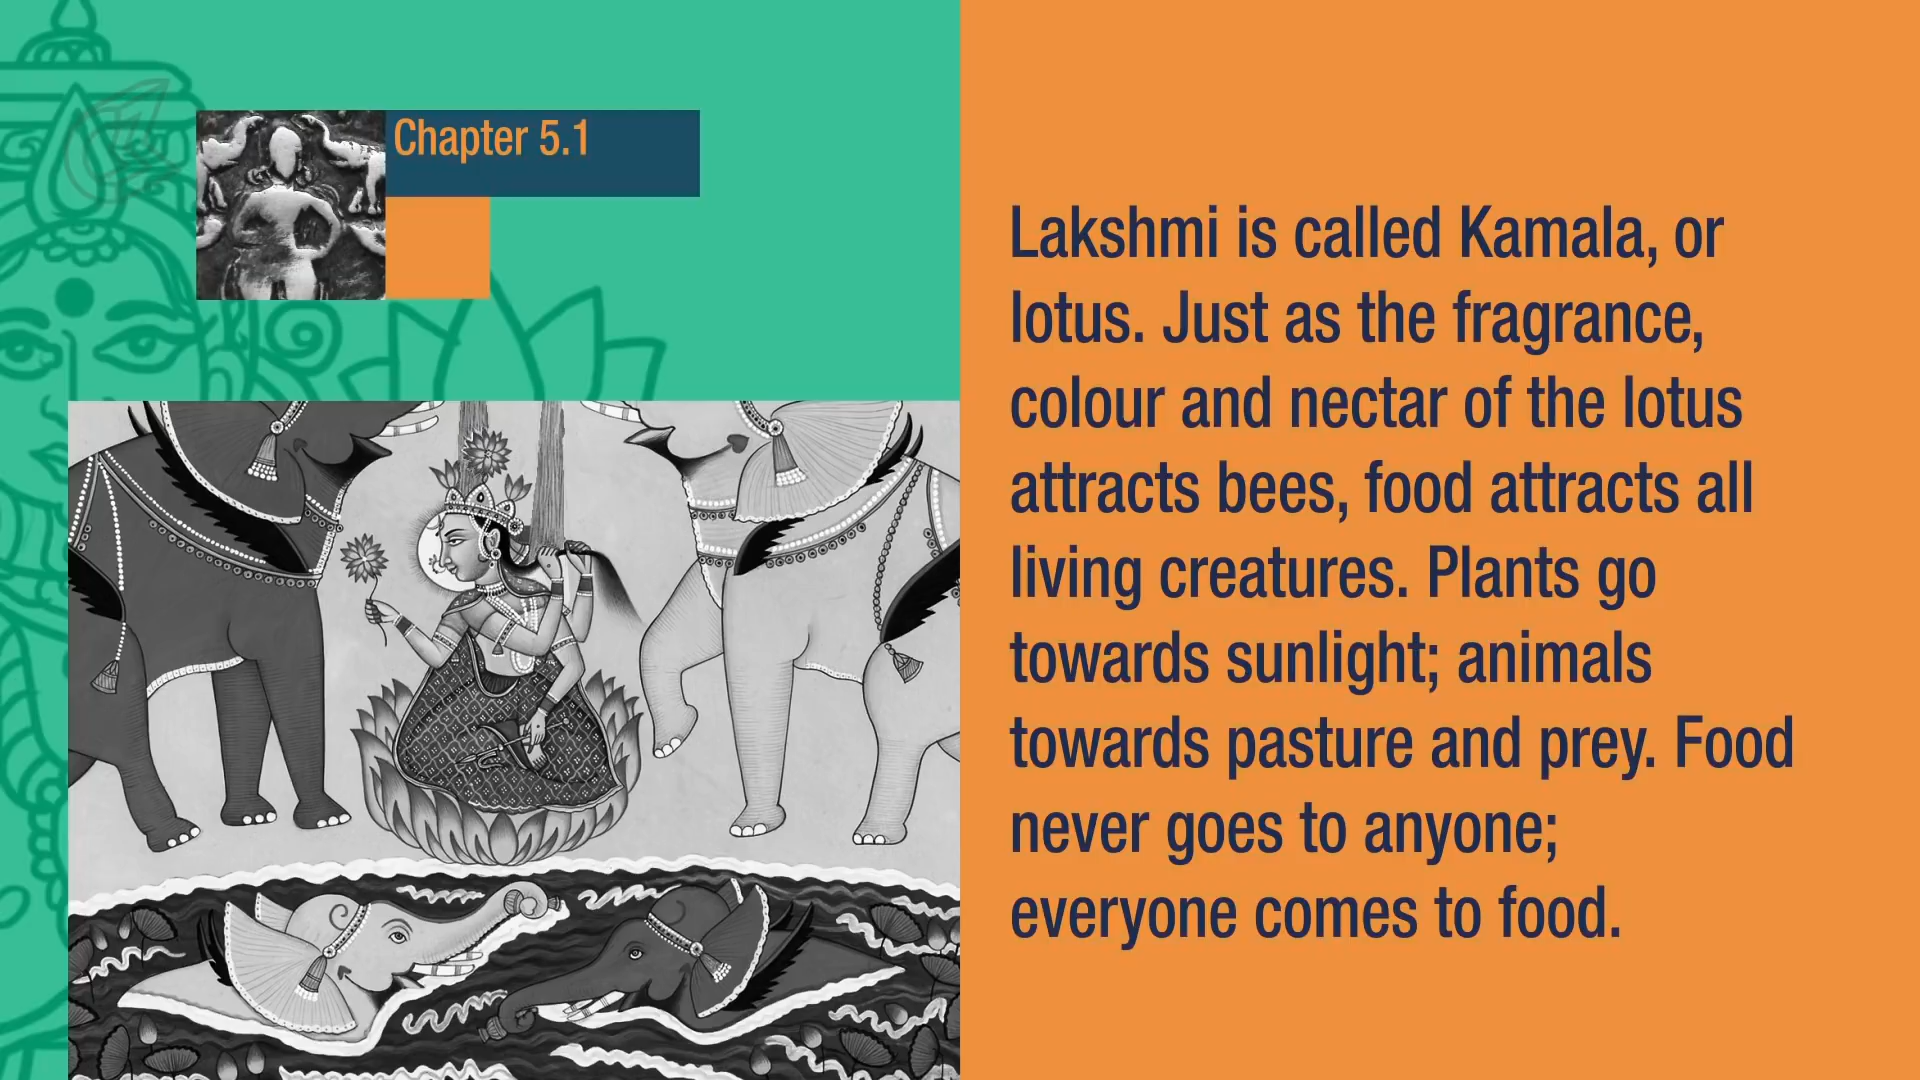 Chapter 5.1
Lakshmi is called Kamala, or
lotus. Just as the fragrance,
colour and nectar of the lotus
attracts bees, food attracts all
living creatures. Plants go
towards sunlight; animals
towards pasture and prey. Food
never goes to anyone;
everyone comes to food.